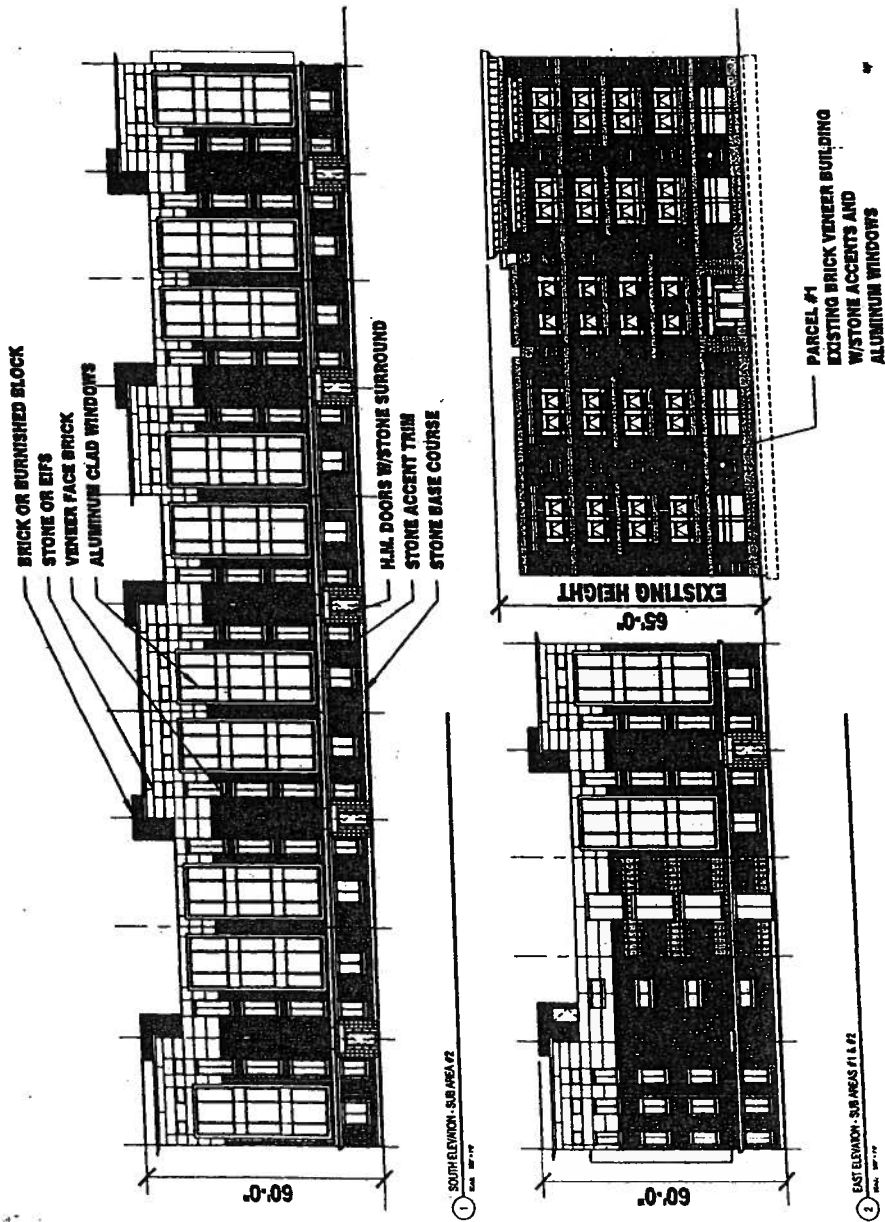 BRICK OR BURNISHED BLOCK
STONE OR EIFS
VENEER FACE BRICK
ALUMINUM CLAD WINDOWS
H.M. DOORS W/STONE SURROUND
STONE ACCENT TRIM
STONE BASE COURSE
60'-0"
1
SOUTH ELEVATION - SUB AREA #2
65'-0"
EXISTING HEIGHT
PARCEL #1
EXISTING BRICK VENEER BUILDING
W/STONE ACCENTS AND
ALUMINUM WINDOWS
60'-0"
2
EAST ELEVATION - SUB AREAS #1 & #2